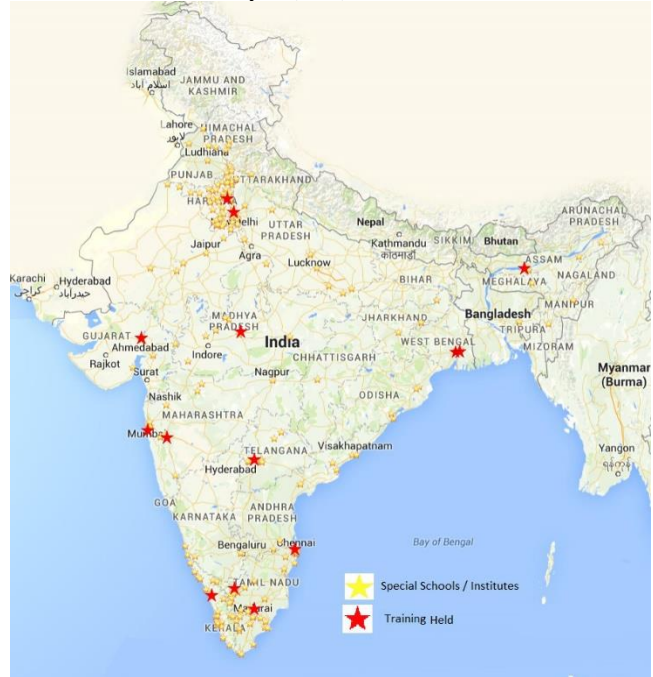 Islamabad
اسلام آباد
JAMMU AND
KASHMIR
Lahore
لاہور
HIMACHAL
PRADESH
Ludhiana
PUNJAB
UTTARAKHAND
Delhi
UTTAR
PRADESH
Nepal
Kathmandu
काठमाडौं
SIKKIM
Bhutan
ARUNACHAL
PRADESH
ASSAM
Jaipur
Agra
Lucknow
Karachi
کراچی
Hyderabad
حیدرآباد
BIHAR
MEGHALAYA
NAGALAND
MANIPUR
Bangladesh
TRIPURA
MIZORAM
GUJARAT
Ahmedabad
Rajkot
MADHYA
PRADESH
India
Indore
JHARKHAND
WEST BENGAL
CHHATTISGARH
Surat
Nagpur
Myanmar
(Burma)
Nashik
ODISHA
MAHARASHTRA
Mumbai
TELANGANA
Visakhapatnam
Hyderabad
Yangon
GOA
KARNATAKA
ANDHRA
PRADESH
Bengaluru
Chennai
Bay of Bengal
TAMIL NADU
Madurai
KERALA
Special Schools / Institutes
Training Held